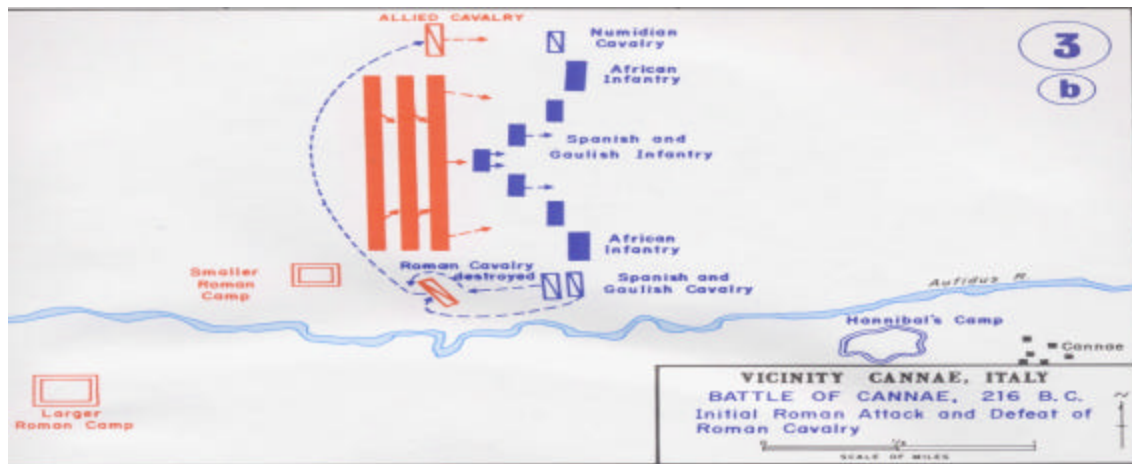 ALLIED CAVALRY
Numidian
Cavalry
3
b
African
Infantry
Spanish and
Gaulish Infantry
African
Infantry
Roman Cavalry
destroyed
Spanish and
Gaulish Cavalry
Smaller
Roman
Camp
Aufidus R
Hannibal's Camp
Cannae
Larger
Roman Camp
VICINITY CANNAE, ITALY
BATTLE OF CANNAE, 216 B.C.
Initial Roman Attack and Defeat of
Roman Cavalry
SCALE OF MILES